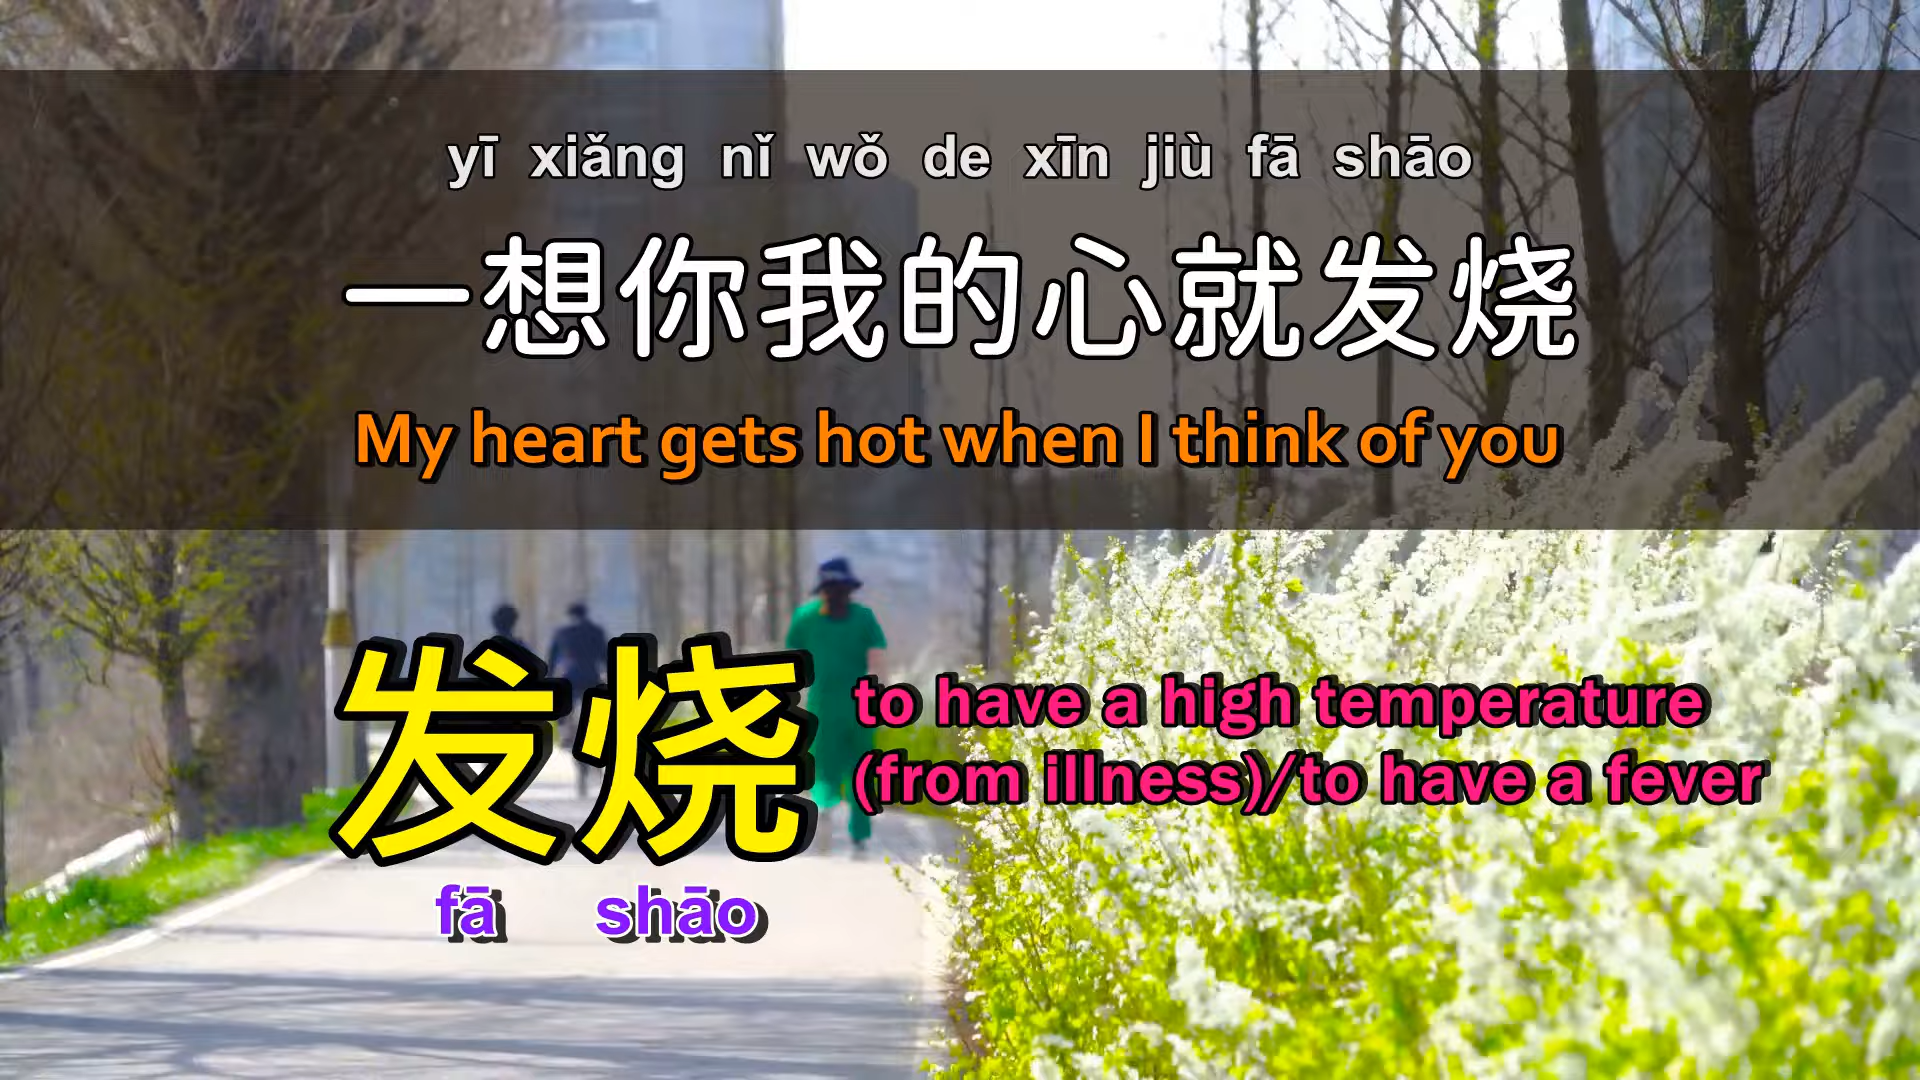 yī xiǎng nǐ wǒ de xīn jiù fā shāo
一想你我的心就发烧
My heart gets hot when I think of you
发烧
fā shāo
to have a high temperature
(from illness)/to have a fever